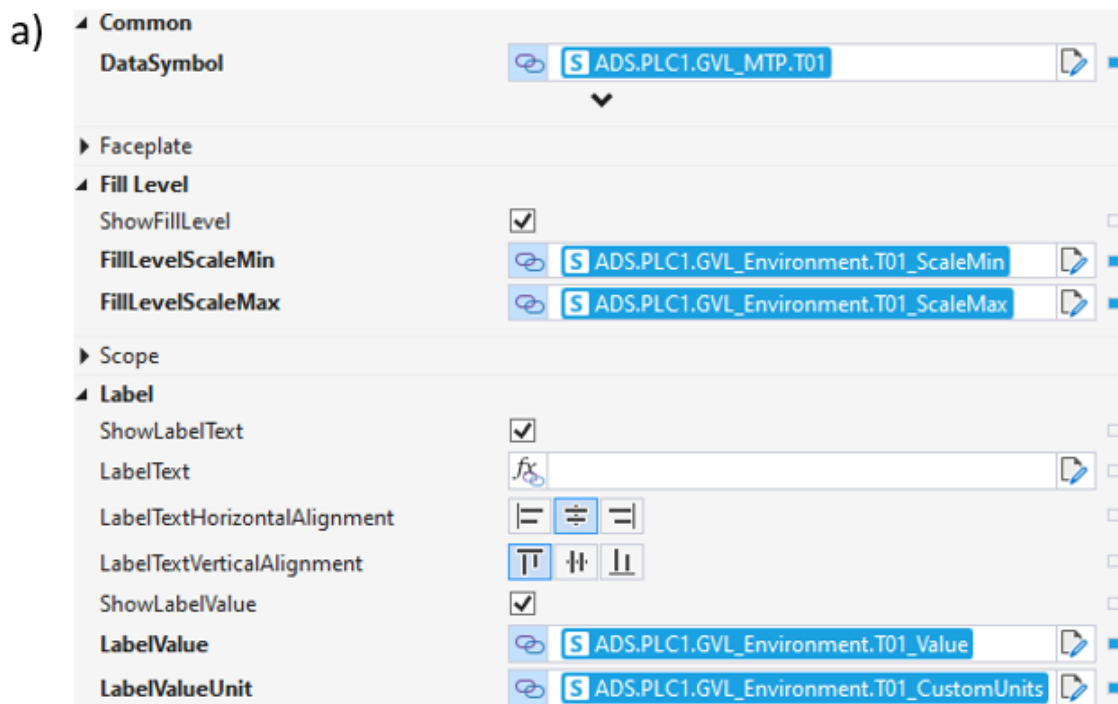 a)
Common
DataSymbol S ADS.PLC1.GVL_MTP.T01
Faceplate
Fill Level
ShowFillLevel
FillLevelScaleMin S ADS.PLC1.GVL_Environment.T01_ScaleMin
FillLevelScaleMax S ADS.PLC1.GVL_Environment.T01_ScaleMax
Scope
Label
ShowLabelText
LabelText fx
LabelTextHorizontalAlignment
LabelTextVerticalAlignment
ShowLabelValue
LabelValue S ADS.PLC1.GVL_Environment.T01_Value
LabelValueUnit S ADS.PLC1.GVL_Environment.T01_CustomUnits